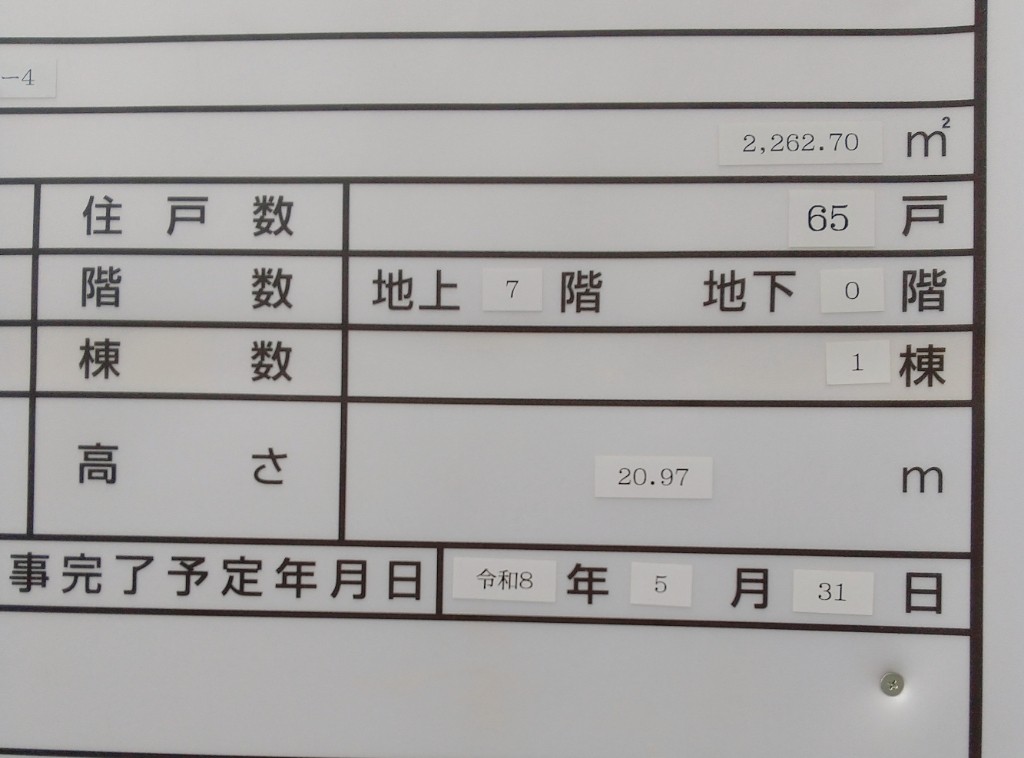 ー4
2,262.70 m²
住戸数 65 戸
階数 地上 7 階 地下 0 階
棟数 1 棟
高さ 20.97 m
事完了予定年月日 令和8 年 5 月 31 日